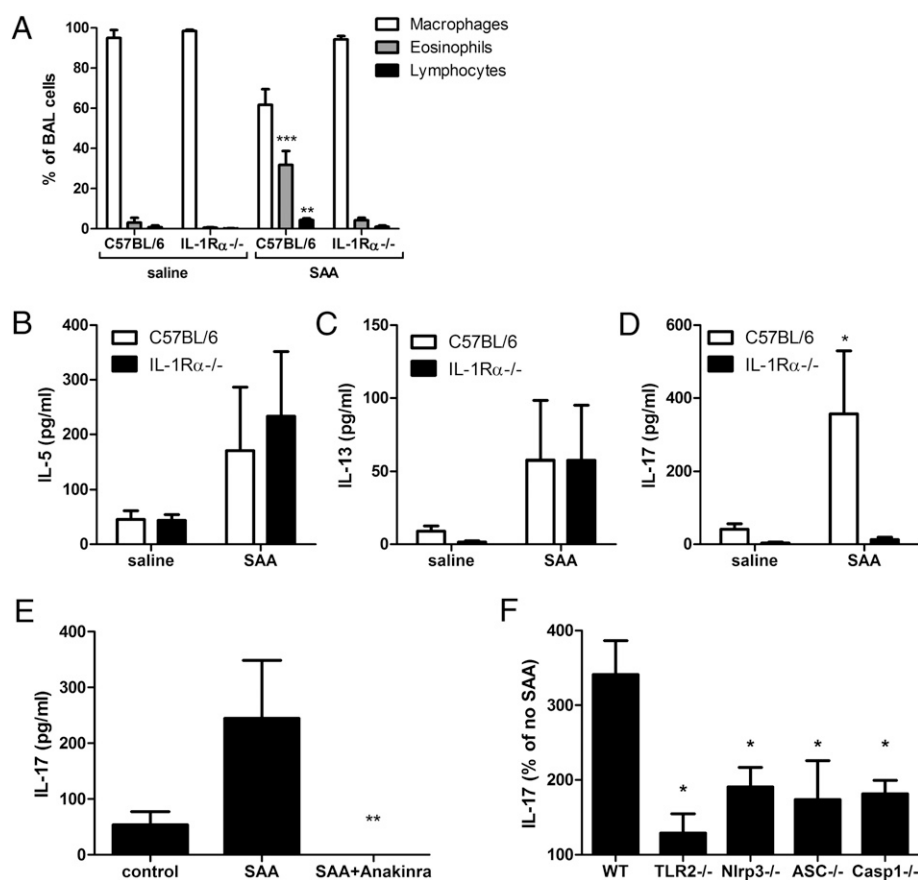 A
Macrophages
Eosinophils
Lymphocytes
% of BAL cells
100
80
60
40
20
0
***
**
C57BL/6 IL-1Rα-/- C57BL/6 IL-1Rα-/-
saline SAA
B
IL-5 (pg/ml)
400
300
200
100
0
C57BL/6
IL-1Rα-/-
saline SAA
C
IL-13 (pg/ml)
150
100
50
0
C57BL/6
IL-1Rα-/-
saline SAA
D
IL-17 (pg/ml)
600
400
200
0
C57BL/6
IL-1Rα-/-
*
saline SAA
E
IL-17 (pg/ml)
400
300
200
100
0
**
control SAA SAA+Anakinra
F
IL-17 (% of no SAA)
400
300
200
100
* * * *
WT TLR2-/- Nlrp3-/- ASC-/- Casp1-/-